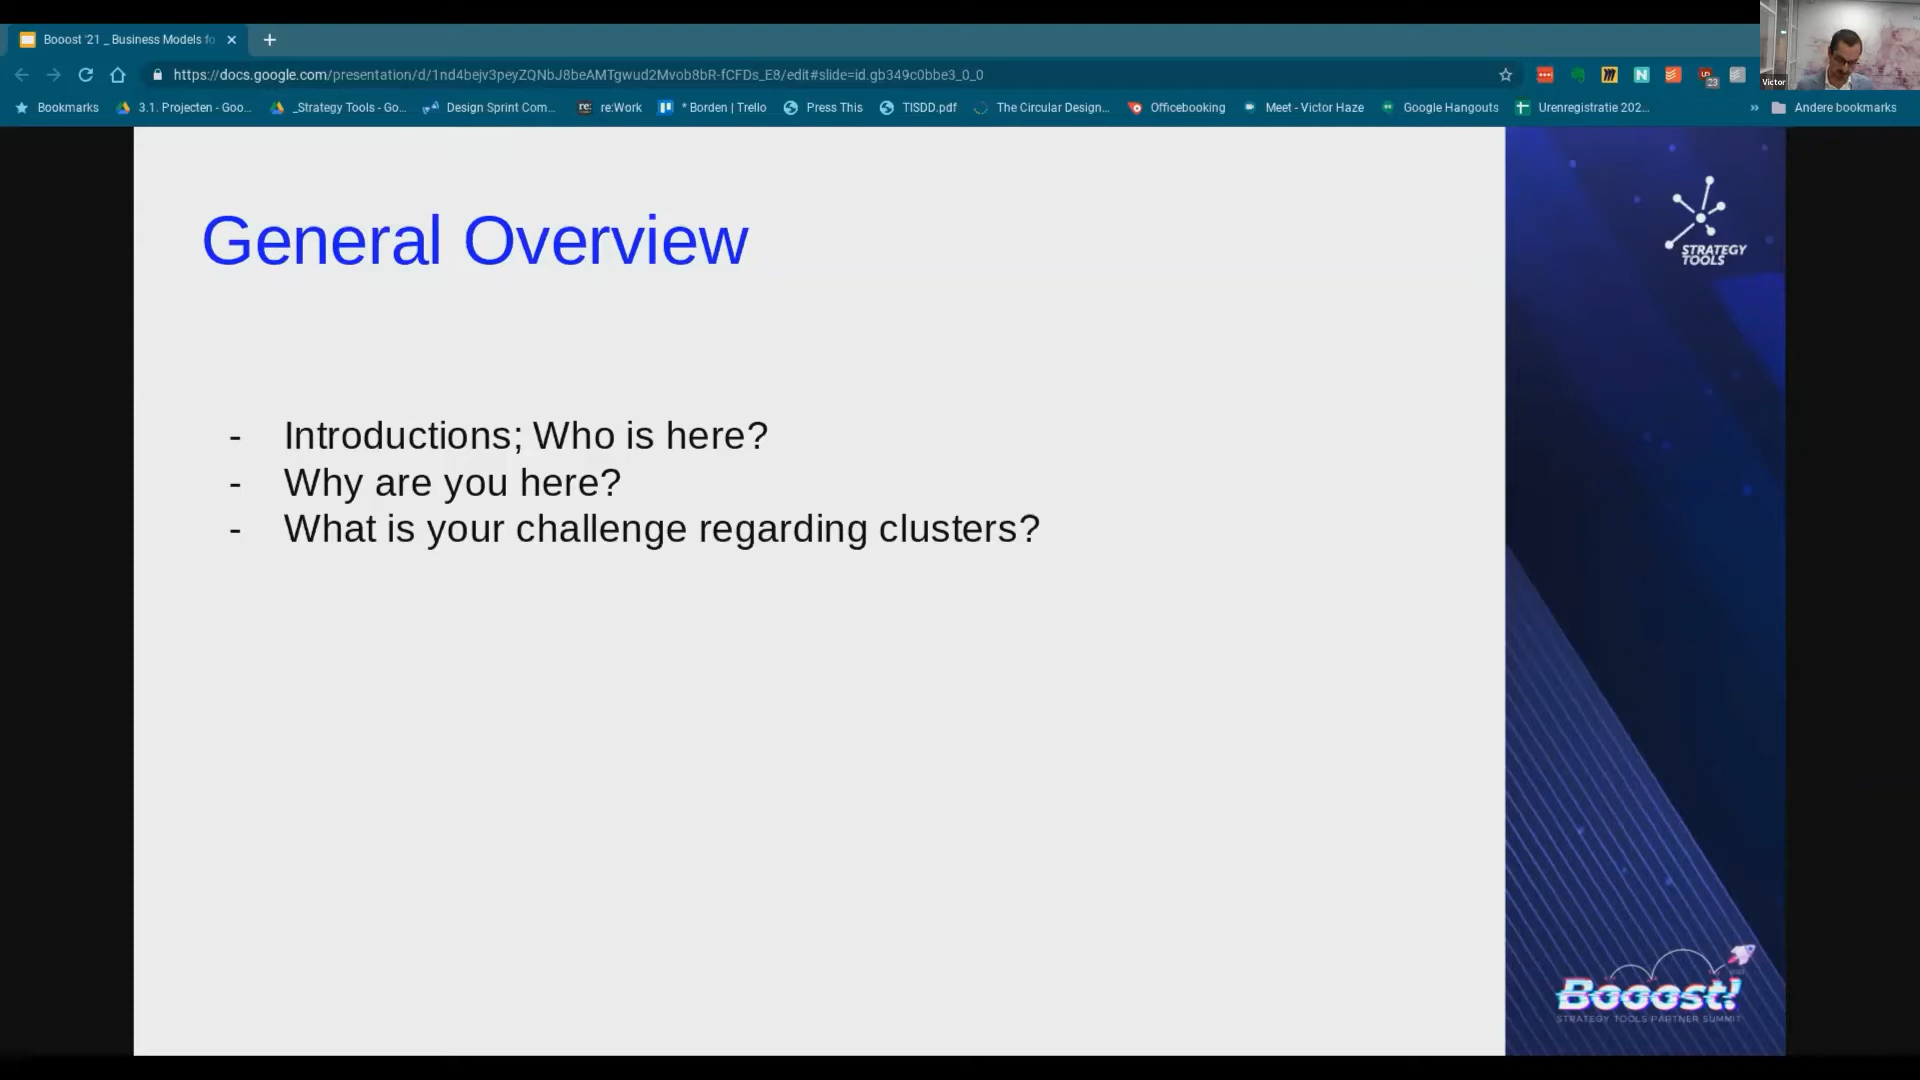 Booost '21 _ Business Models fo
https://docs.google.com/presentation/d/1nd4bejv3peyZQNbJ8beAMTgwud2Mvob8bR-fCFDs_E8/edit#slide=id.gb349c0bbe3_0_0
23
Victor
Bookmarks 3.1. Projecten - Goo... _Strategy Tools - Go... Design Sprint Com... re: re:Work * Borden | Trello Press This TISDD.pdf The Circular Design... Officebooking Meet - Victor Haze Google Hangouts Urenregistratie 202... » Andere bookmarks
General Overview
STRATEGY
TOOLS
- Introductions; Who is here?
- Why are you here?
- What is your challenge regarding clusters?
Booost!
STRATEGY TOOLS PARTNER SUMMIT